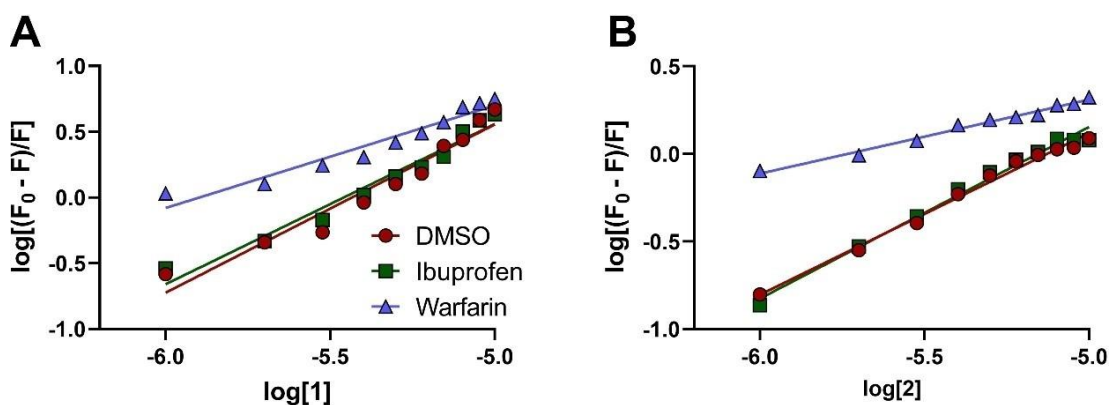 A
1.0
0.5
0.0
-0.5
-1.0
log[(F₀ - F)/F]
-6.0 -5.5 -5.0
log[1]
DMSO
Ibuprofen
Warfarin
B
0.5
0.0
-0.5
-1.0
log[(F₀ - F)/F]
-6.0 -5.5 -5.0
log[2]